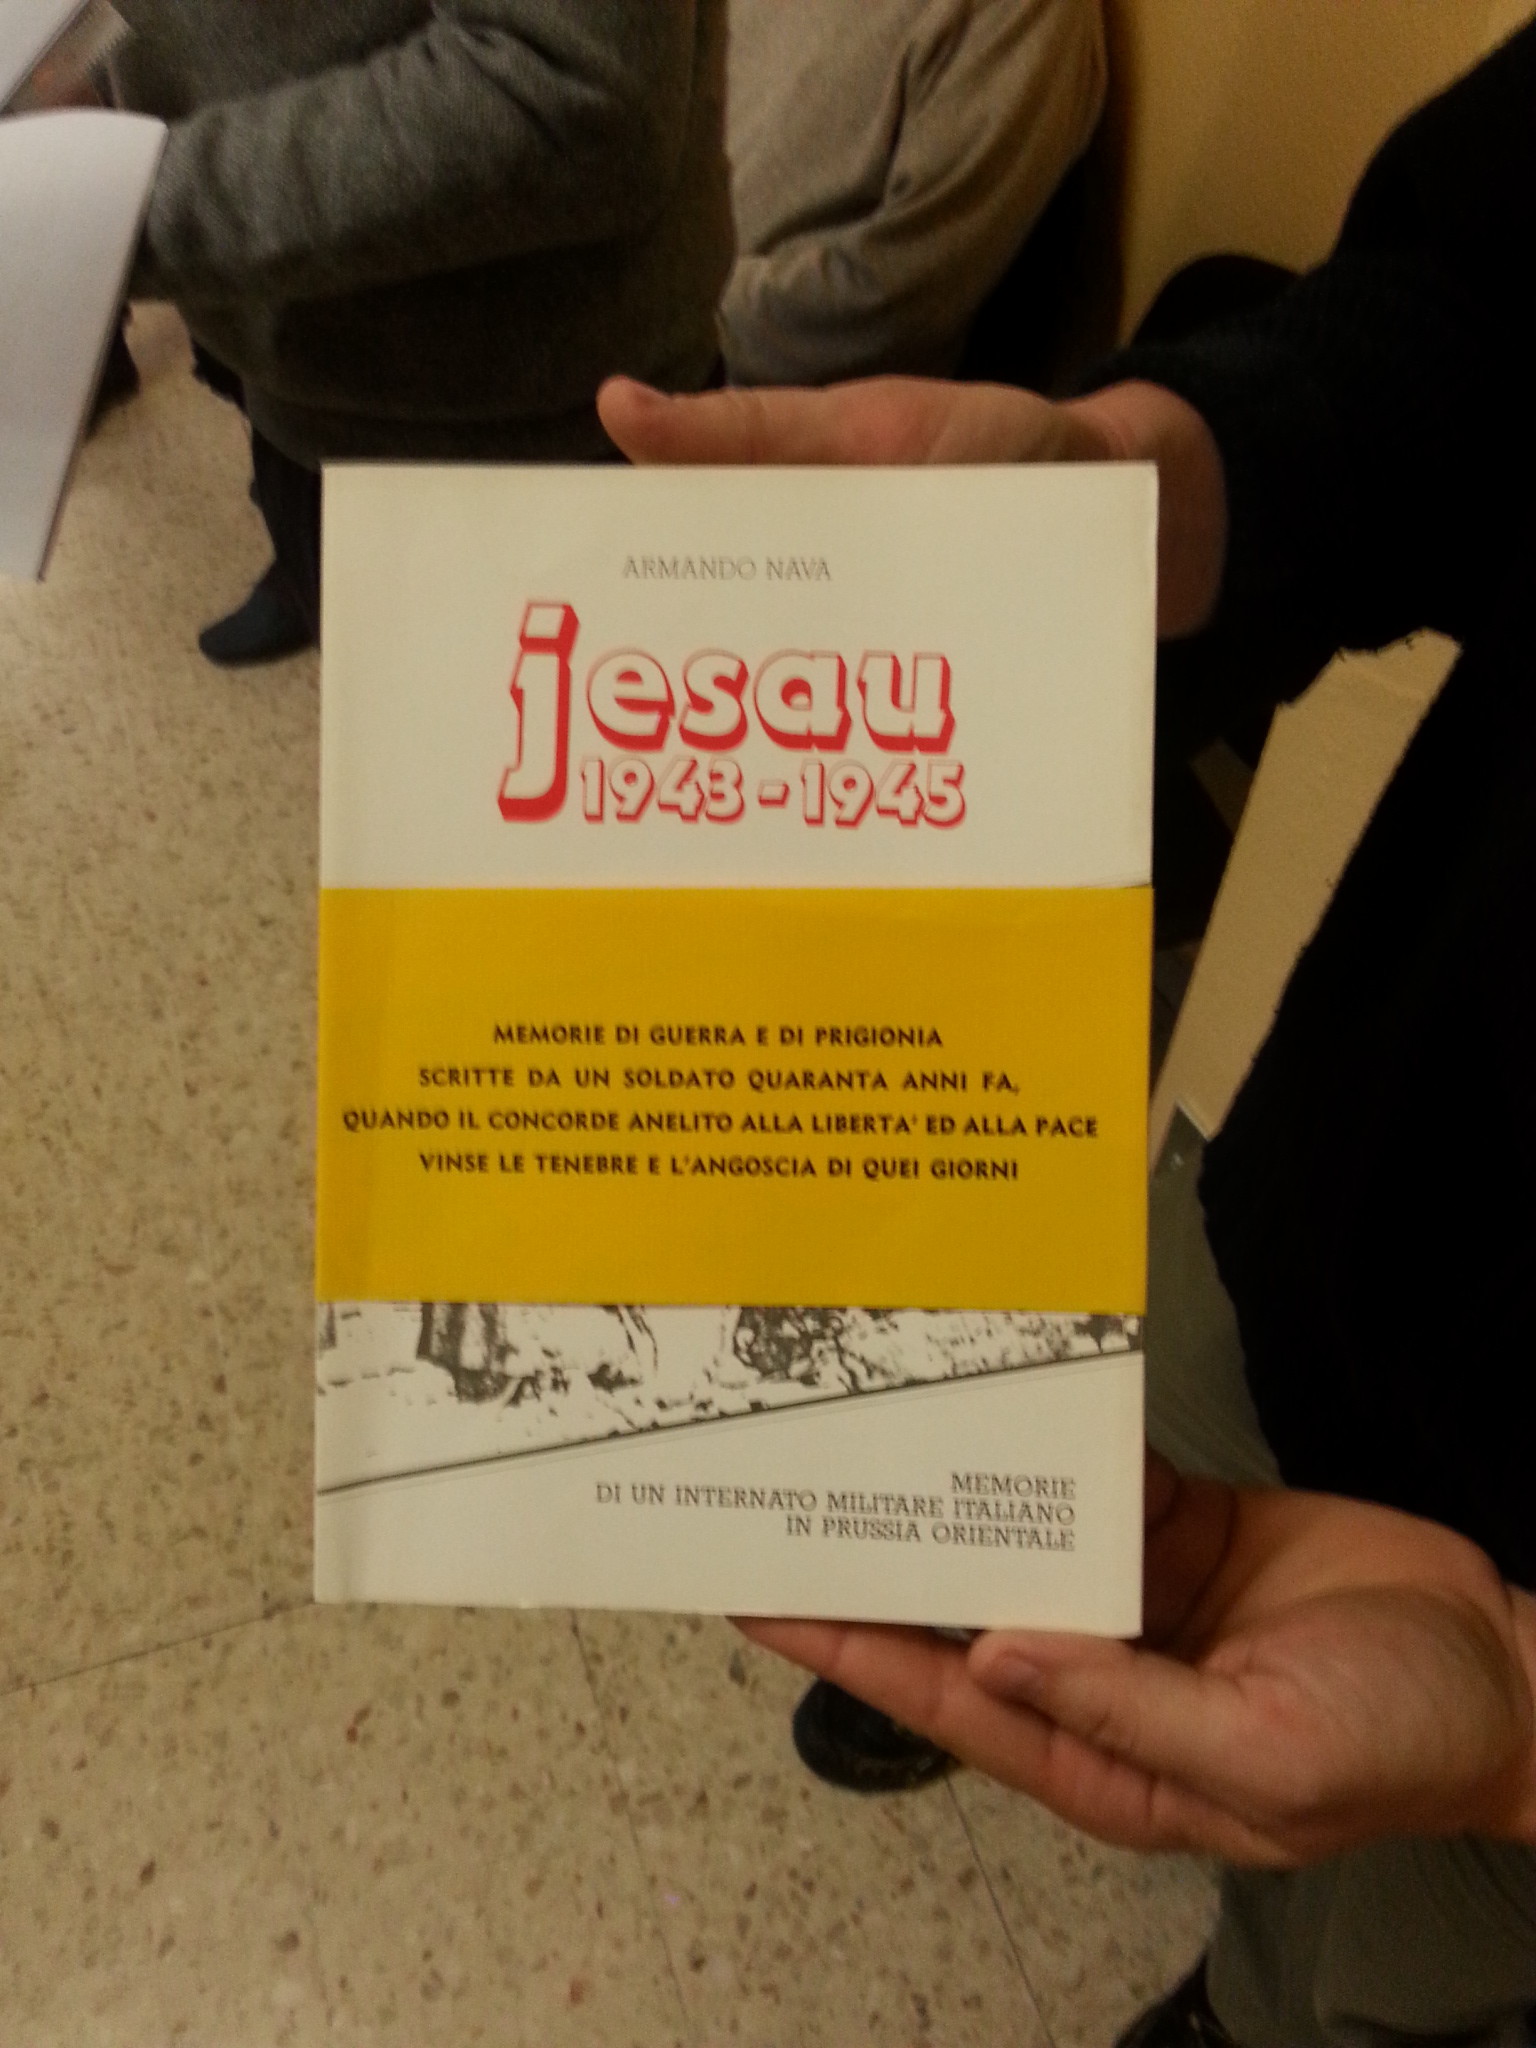 ARMANDO NAVA
jesau
1943-1945
MEMORIE DI GUERRA E DI PRIGIONIA
SCRITTE DA UN SOLDATO QUARANTA ANNI FA,
QUANDO IL CONCORDE ANELITO ALLA LIBERTA' ED ALLA PACE
VINSE LE TENEBRE E L'ANGOSCIA DI QUEI GIORNI
MEMORIE
DI UN INTERNATO MILITARE ITALIANO
IN PRUSSIA ORIENTALE